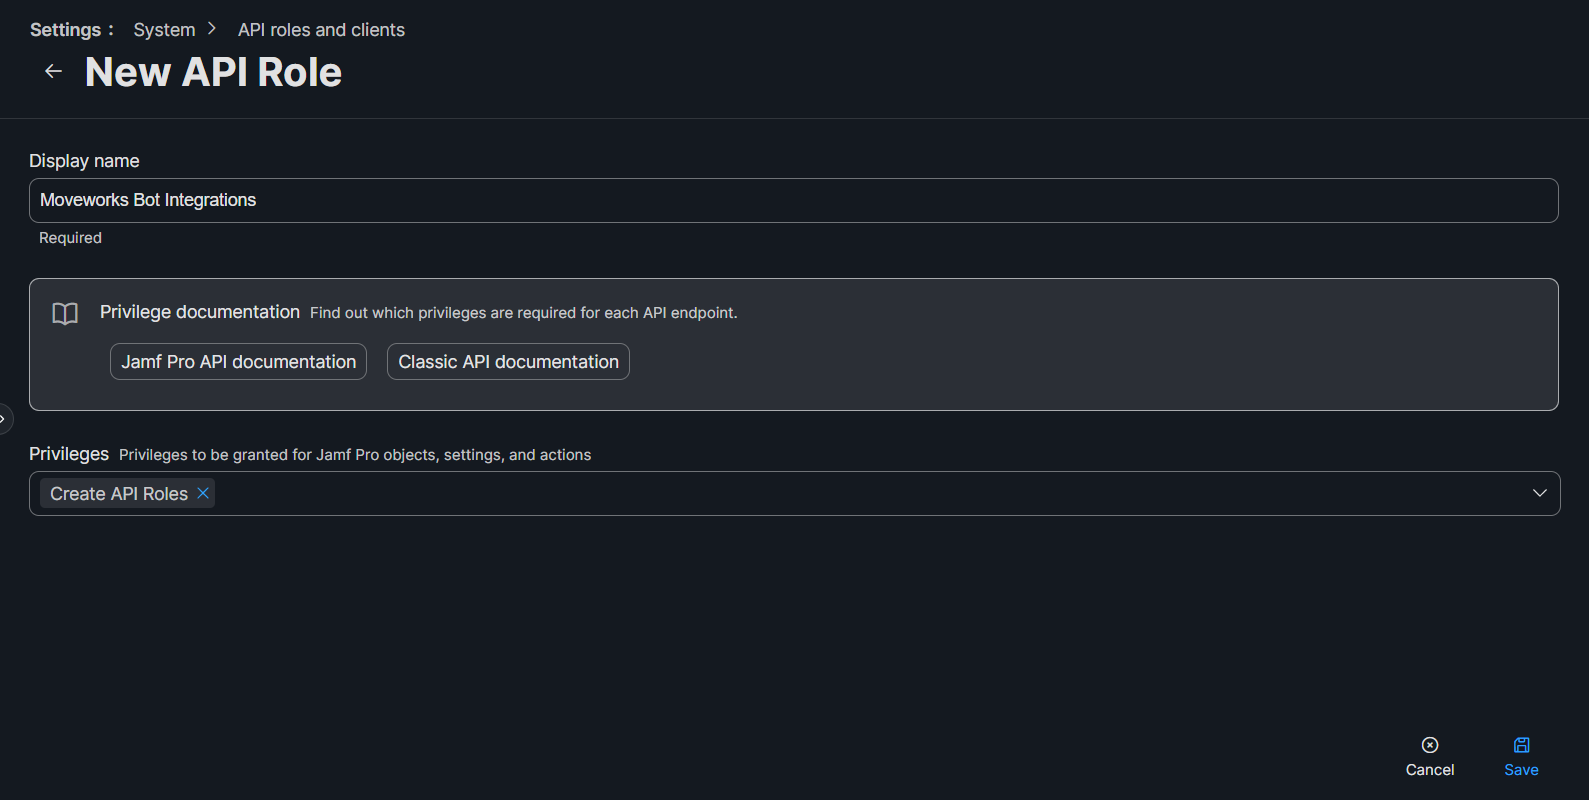 Settings : System > API roles and clients
← New API Role
Display name
Moveworks Bot Integrations
Required
Privilege documentation Find out which privileges are required for each API endpoint.
Jamf Pro API documentation Classic API documentation
Privileges Privileges to be granted for Jamf Pro objects, settings, and actions
Create API Roles ×
Cancel Save